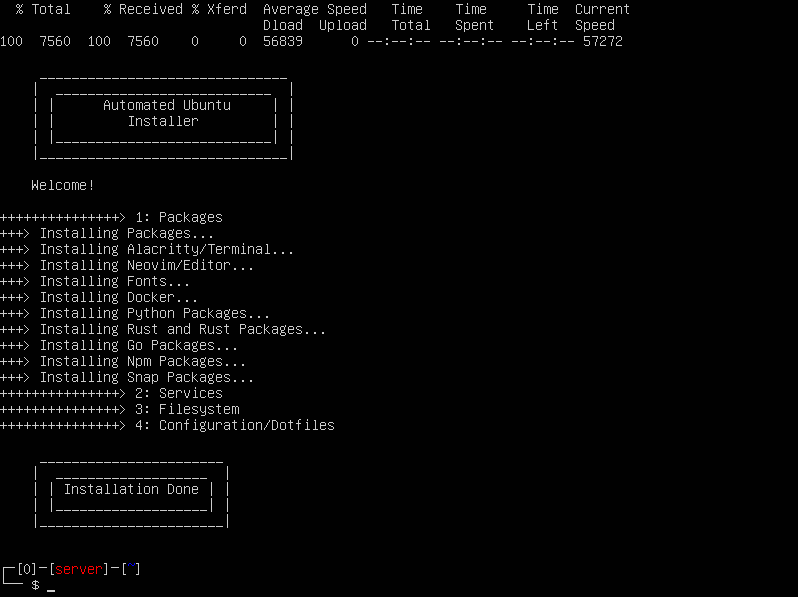 % Total % Received % Xferd Average Speed Time Time Time Current
Dload Upload Total Spent Left Speed
100 7560 100 7560 0 0 56839 0 --:--:-- --:--:-- --:--:-- 57272
Automated Ubuntu
Installer
Welcome!
+++++++++++++++> 1: Packages
+++> Installing Packages...
+++> Installing Alacritty/Terminal...
+++> Installing Neovim/Editor...
+++> Installing Fonts...
+++> Installing Docker...
+++> Installing Python Packages...
+++> Installing Rust and Rust Packages...
+++> Installing Go Packages...
+++> Installing Npm Packages...
+++> Installing Snap Packages...
+++++++++++++++> 2: Services
+++++++++++++++> 3: Filesystem
+++++++++++++++> 4: Configuration/Dotfiles
Installation Done
┌─[0]─[server]─[~]
└── $ _